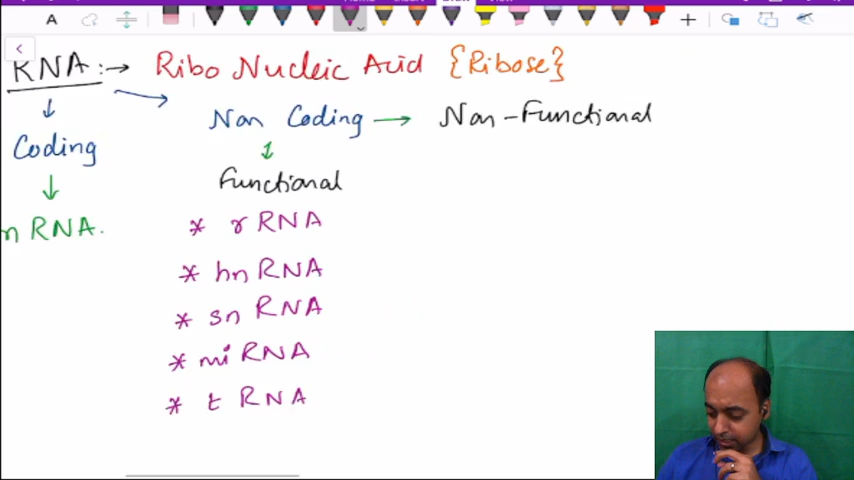 RNA :→ Ribo Nucleic Acid {Ribose}
Non Coding → Non-Functional
Coding
Functional
mRNA.
* rRNA
* hnRNA
* snRNA
* miRNA
* tRNA